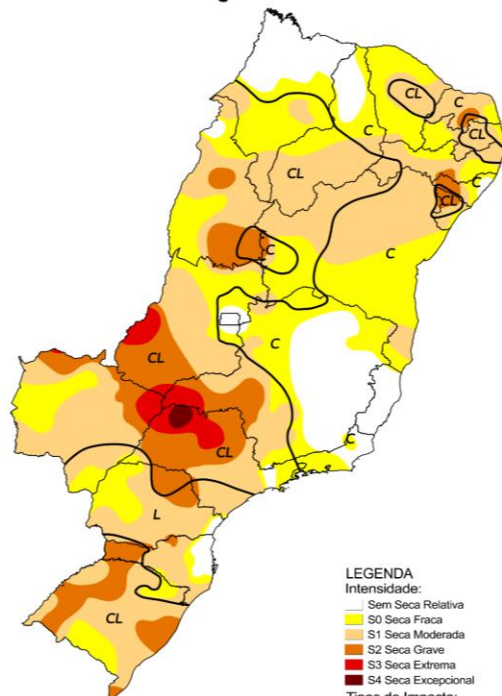 CL
C
CL
C
CL
C
CL
C
C
CL
C
C
CL
L
CL
LEGENDA
Intensidade:
Sem Seca Relativa
S0 Seca Fraca
S1 Seca Moderada
S2 Seca Grave
S3 Seca Extrema
S4 Seca Excepcional